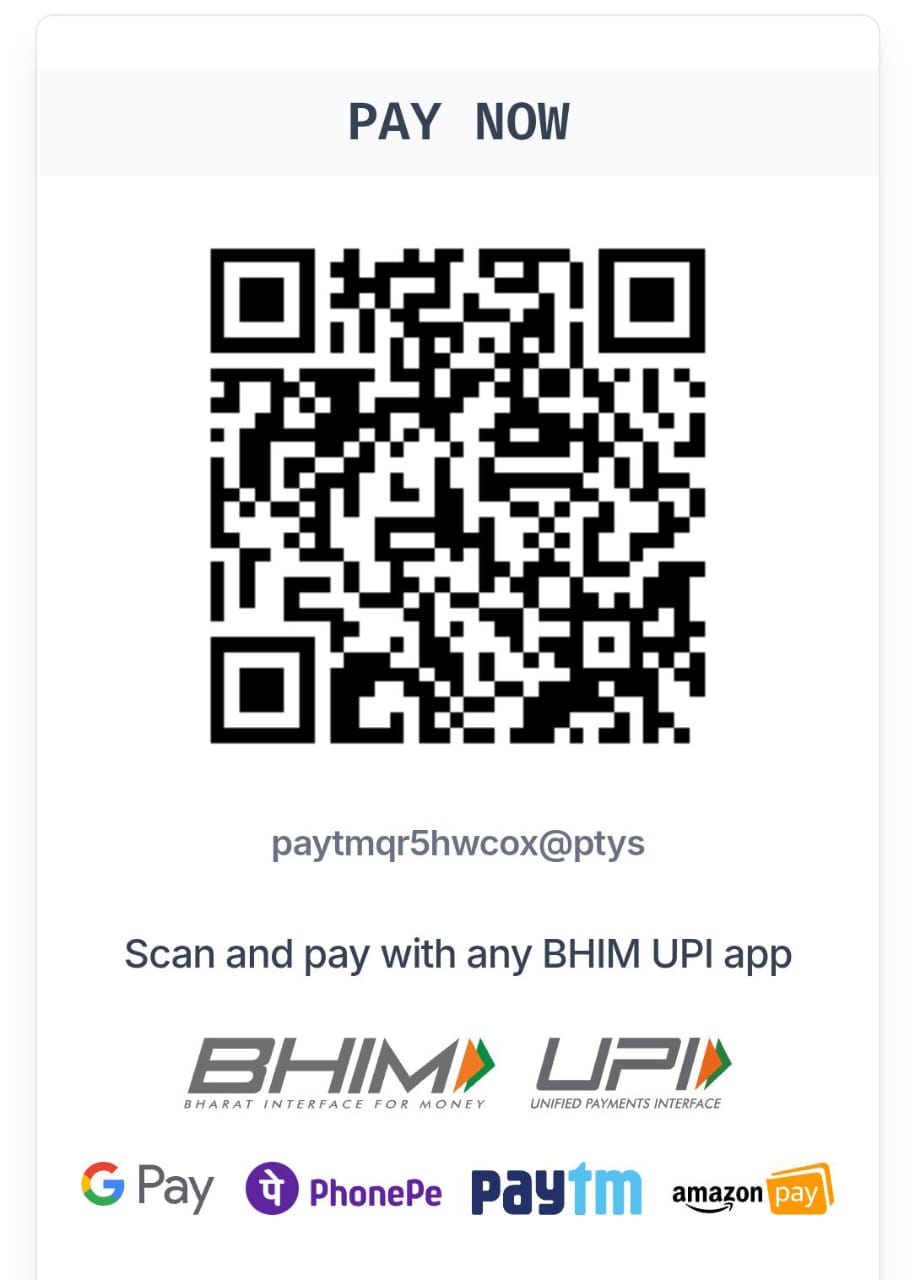 PAY NOW
paytmqr5hwcox@ptys
Scan and pay with any BHIM UPI app
BHIM UPI
BHARAT INTERFACE FOR MONEY UNIFIED PAYMENTS INTERFACE
G Pay पे PhonePe paytm amazon pay